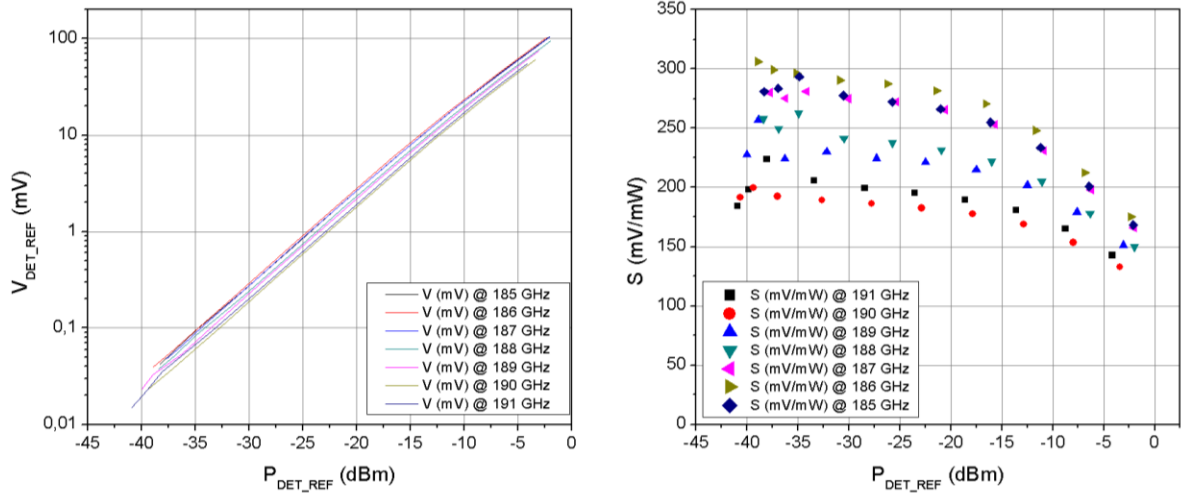 100
10
1
0,1
0,01
V_DET_REF (mV)
-45 -40 -35 -30 -25 -20 -15 -10 -5 0
P_DET_REF (dBm)
V (mV) @ 185 GHz
V (mV) @ 186 GHz
V (mV) @ 187 GHz
V (mV) @ 188 GHz
V (mV) @ 189 GHz
V (mV) @ 190 GHz
V (mV) @ 191 GHz
350
300
250
200
150
100
50
0
S (mV/mW)
-45 -40 -35 -30 -25 -20 -15 -10 -5 0
P_DET_REF (dBm)
S (mV/mW) @ 191 GHz
S (mV/mW) @ 190 GHz
S (mV/mW) @ 189 GHz
S (mV/mW) @ 188 GHz
S (mV/mW) @ 187 GHz
S (mV/mW) @ 186 GHz
S (mV/mW) @ 185 GHz